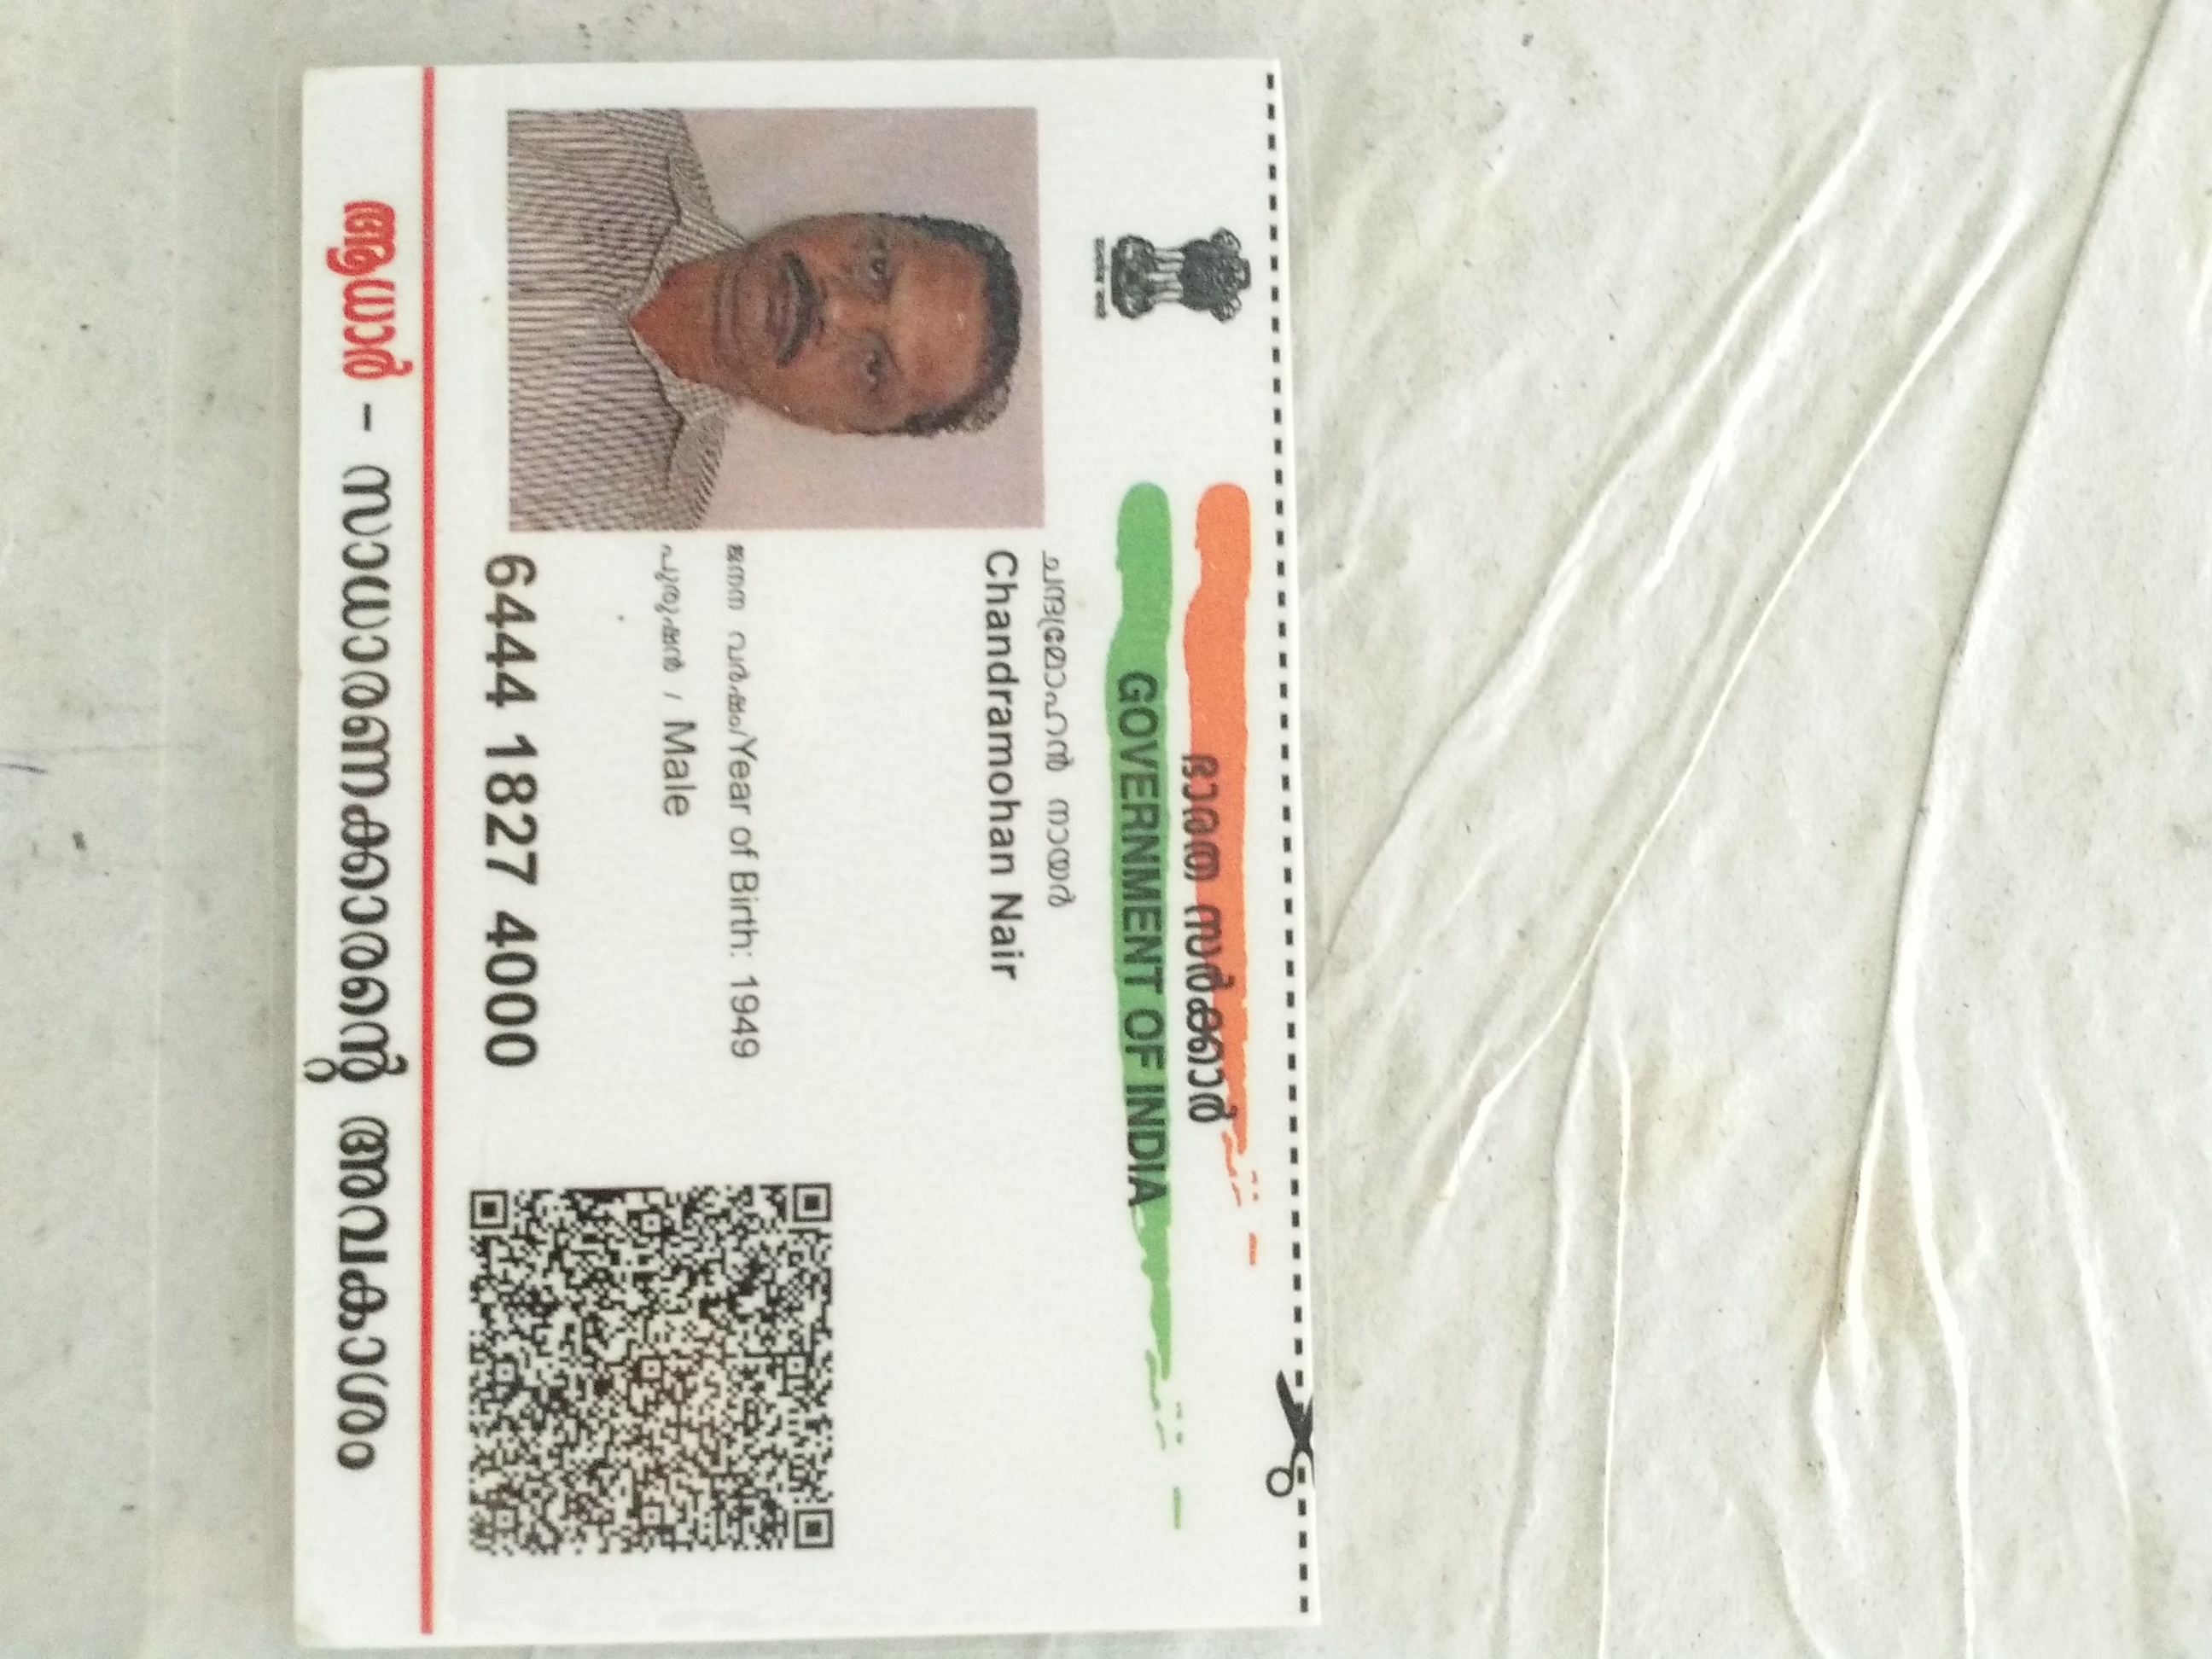 ഭാരത സർക്കാർ
GOVERNMENT OF INDIA
ചന്ദ്രമോഹൻ നായർ
Chandramohan Nair
ജനന വർഷം/Year of Birth: 1949
പുരുഷൻ / Male
6444 1827 4000
ആധാർ - സാധാരണക്കാരന്റെ അവകാശം